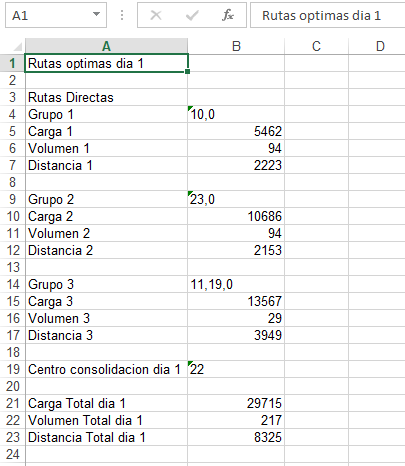 A1 fx Rutas optimas dia 1
A B C D
1 Rutas optimas dia 1
2
3 Rutas Directas
4 Grupo 1 10,0
5 Carga 1 5462
6 Volumen 1 94
7 Distancia 1 2223
8
9 Grupo 2 23,0
10 Carga 2 10686
11 Volumen 2 94
12 Distancia 2 2153
13
14 Grupo 3 11,19,0
15 Carga 3 13567
16 Volumen 3 29
17 Distancia 3 3949
18
19 Centro consolidacion dia 1 22
20
21 Carga Total dia 1 29715
22 Volumen Total dia 1 217
23 Distancia Total dia 1 8325
24